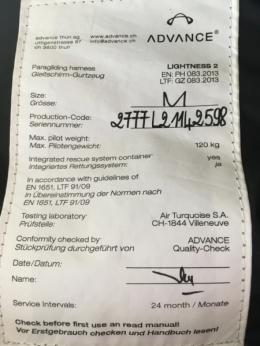 advance thun ag www.advance.ch
uttigenstrasse 87 info@advance.ch
ch 3600 thun
ADVANCE®
Paragliding harness LIGHTNESS 2
Gleitschirm-Gurtzeug EN: PH 083.2013
LTF: GZ 083.2013
Size: M
Grösse:
Production-Code: 2777L21142598
Seriennummer:
Max. pilot weight:
Max. Pilotengewicht: 120 kg
Integrated rescue system container yes
Integriertes Rettungssystem: ja
In accordance with guidelines of
EN 1651, LTF 91/09
In Übereinstimmung der Normen nach
EN 1651, LTF 91/09
Testing laboratory Air Turquoise S.A.
Prüfstelle: CH-1844 Villeneuve
Conformity checked by: ADVANCE
Stückprüfung durchgeführt von Quality-Check
Date/Datum:
Name:
Service Intervals: 24 month / Monate
Check before first use an read manual!
Vor Erstgebrauch checken und Handbuch lesen!